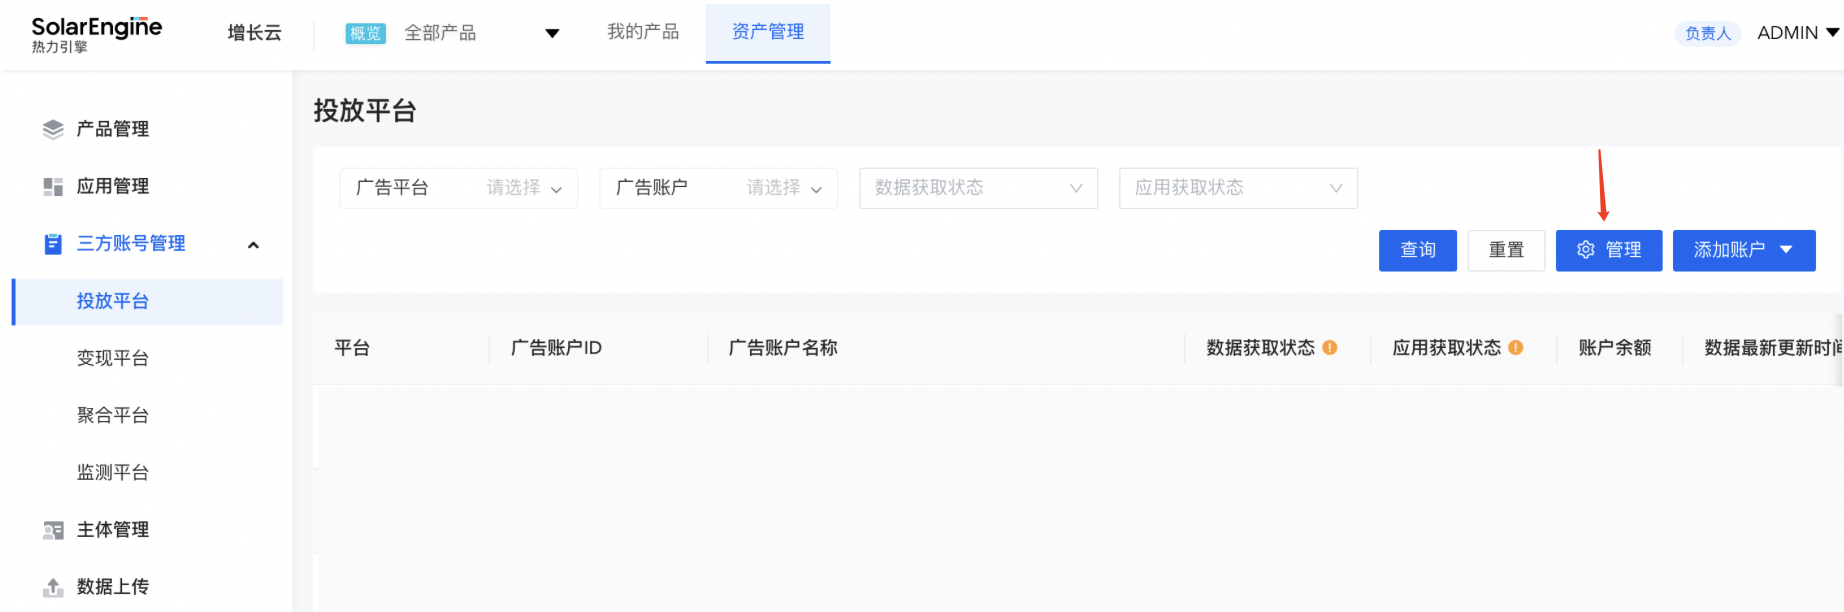 SolarEngine
热力引擎
增长云
概览 全部产品
我的产品
资产管理
负责人 ADMIN
产品管理
应用管理
三方账号管理
投放平台
变现平台
聚合平台
监测平台
主体管理
数据上传
投放平台
广告平台 请选择
广告账户 请选择
数据获取状态
应用获取状态
查询
重置
管理
添加账户
平台 广告账户ID 广告账户名称 数据获取状态 应用获取状态 账户余额 数据最新更新时间